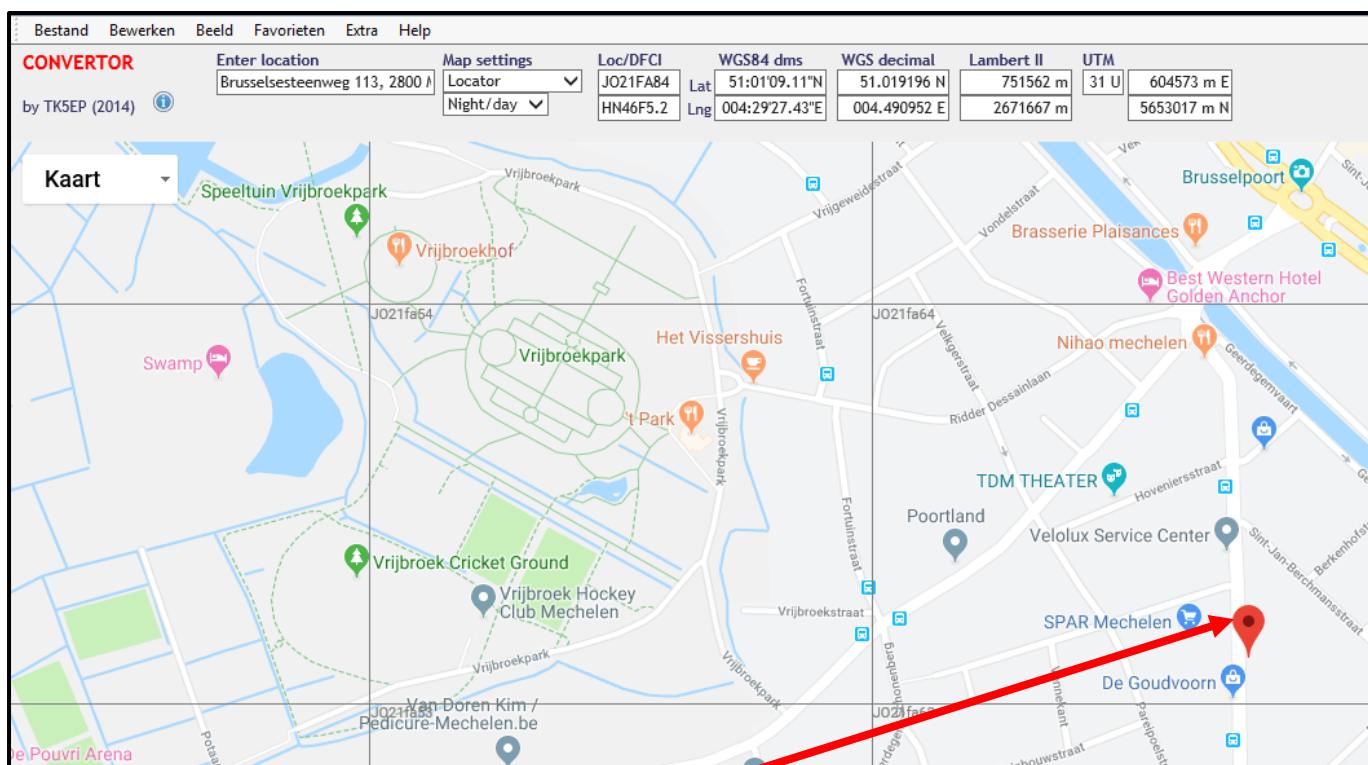 Bestand Bewerken Beeld Favorieten Extra Help
CONVERTOR
by TK5EP (2014)
Enter location
Brusselsesteenweg 113, 2800
Map settings
Locator
Night/day
Loc/DFCI
JO21FA84
HN46F5.2
WGS84 dms
Lat 51:01'09.11"N
Lng 004:29'27.43"E
WGS decimal
51.019196 N
004.490952 E
Lambert II
751562 m
2671667 m
UTM
31 U 604573 m E
5653017 m N
Kaart
Speeltuin Vrijbroekpark
Vrijbroekpark
Vrijgeweidestraat
Vondelstraat
Brusselpoort
Sint-J
Vrijbroekhof
Brasserie Plaisances
Best Western Hotel
Golden Anchor
JO21fa54
JO21fa64
Fortuinstraat
Velkgerstraat
Het Vissershuis
Nihao mechelen
Geerdegemvaart
Swamp
Vrijbroekpark
Ridder Dessainlaan
't Park
Vrijbroekpark
TDM THEATER
Hoveniersstraat
Fortuinstraat
Poortland
Velolux Service Center
Sint-Jan-Berchmansstraat
Vrijbroek Cricket Ground
Vrijbroek Hockey
Club Mechelen
Vrijbroekstraat
SPAR Mechelen
Vrijbroekpark
Vrijbroekpark
De Goudvoorn
Van Doren Kim /
Pedicure-Mechelen.be
De Pouvri Arena